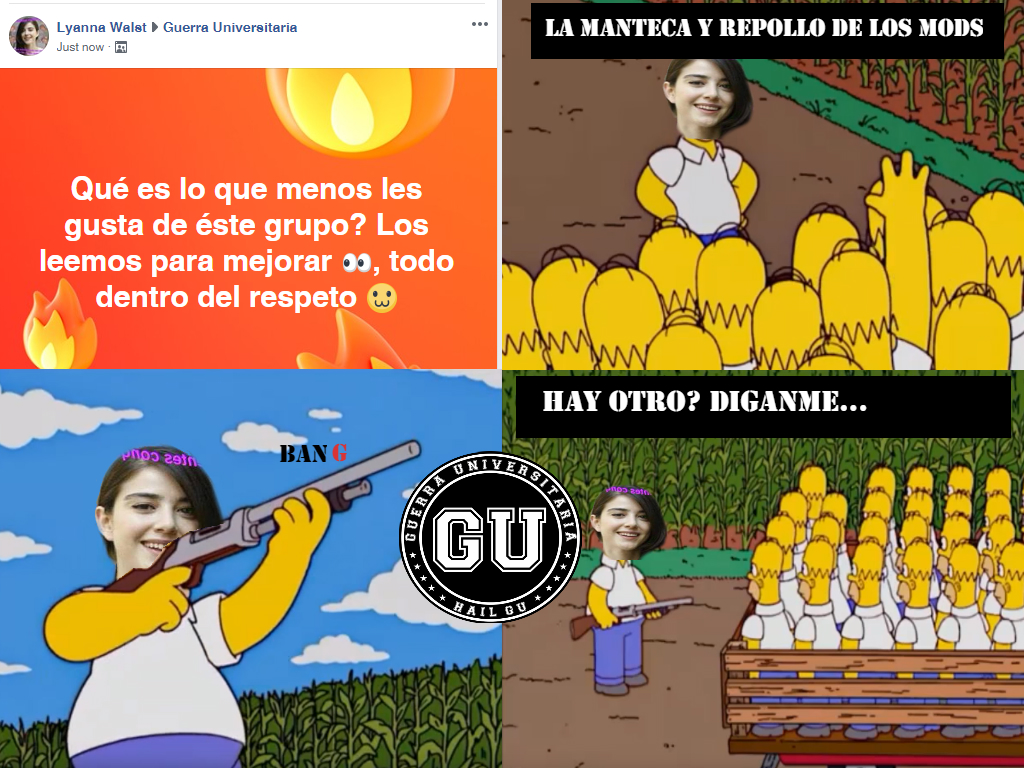 Lyanna Walst ▸ Guerra Universitaria
Just now ·
Qué es lo que menos les
gusta de éste grupo? Los
leemos para mejorar 👀, todo
dentro del respeto
LA MANTECA Y REPOLLO DE LOS MODS
BANG
HAY OTRO? DIGANME...
GUERRA UNIVERSITARIA
GU
HAIL GU